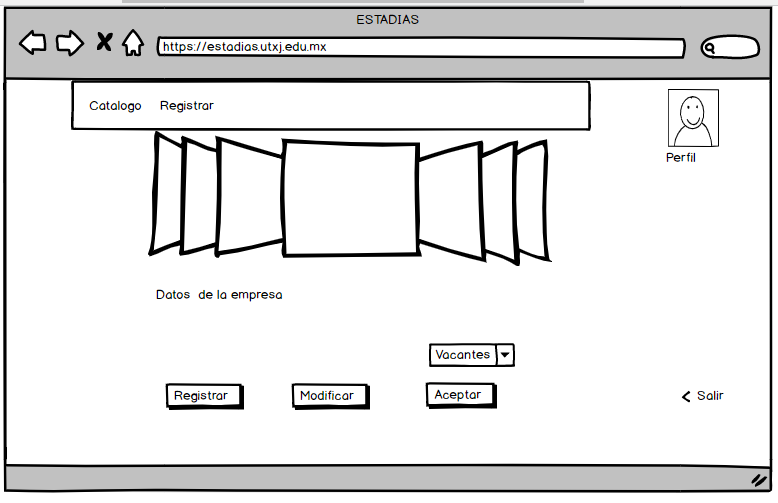 ESTADIAS
https://estadias.utxj.edu.mx
Catalogo Registrar
Perfil
Datos de la empresa
Vacantes
Registrar Modificar Aceptar
Salir